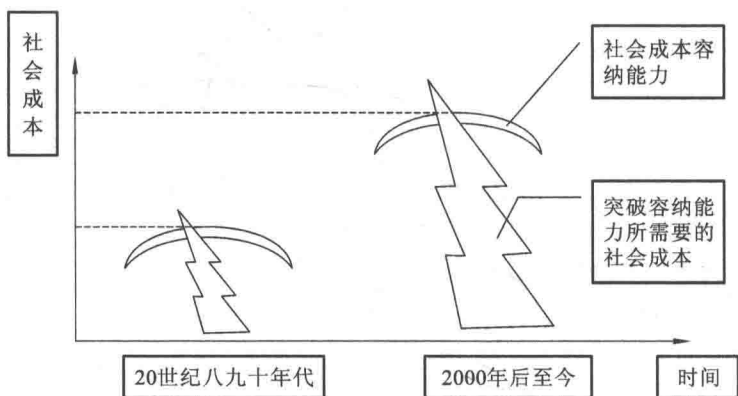 社
会
成
本
社会成本容
纳能力
突破容纳能
力所需要的
社会成本
20世纪八九十年代
2000年后至今
时间